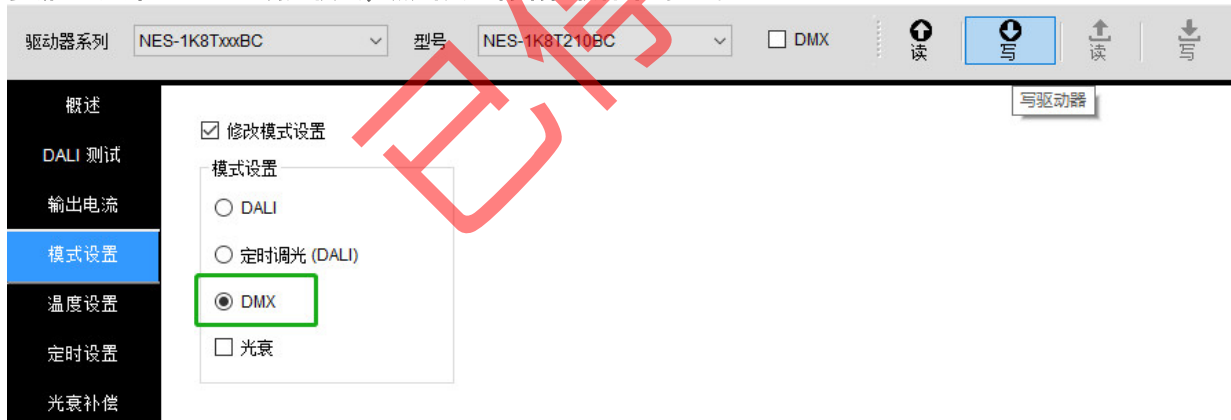 驱动器系列 NES-1K8TxxxBC 型号 NES-1K8T210BC DMX 读 写 读 写
写驱动器
概述
修改模式设置
DALI 测试
模式设置
输出电流
DALI
模式设置
定时调光 (DALI)
温度设置
DMX
定时设置
光衰
光衰补偿